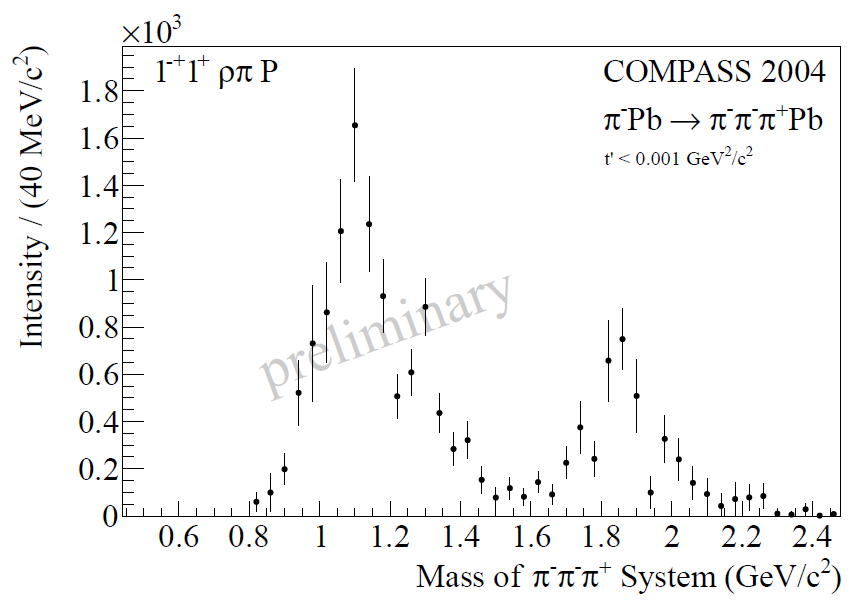 ×10³
1⁻⁺1⁺ ρπ P
COMPASS 2004
π⁻Pb → π⁻π⁻π⁺Pb
t' < 0.001 GeV²/c²
Intensity / (40 MeV/c²)
1.8
1.6
1.4
1.2
1
0.8
0.6
0.4
0.2
0
preliminary
0.6 0.8 1 1.2 1.4 1.6 1.8 2 2.2 2.4
Mass of π⁻π⁻π⁺ System (GeV/c²)